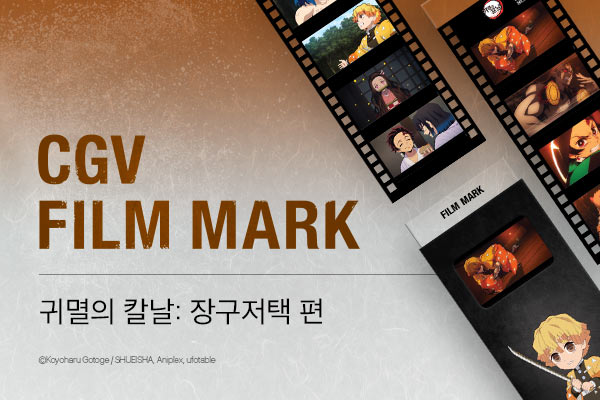 CGV
FILM MARK
귀멸의 칼날: 장구저택 편
©Koyoharu Gotoge / SHUEISHA, Aniplex, ufotable
FILM MARK